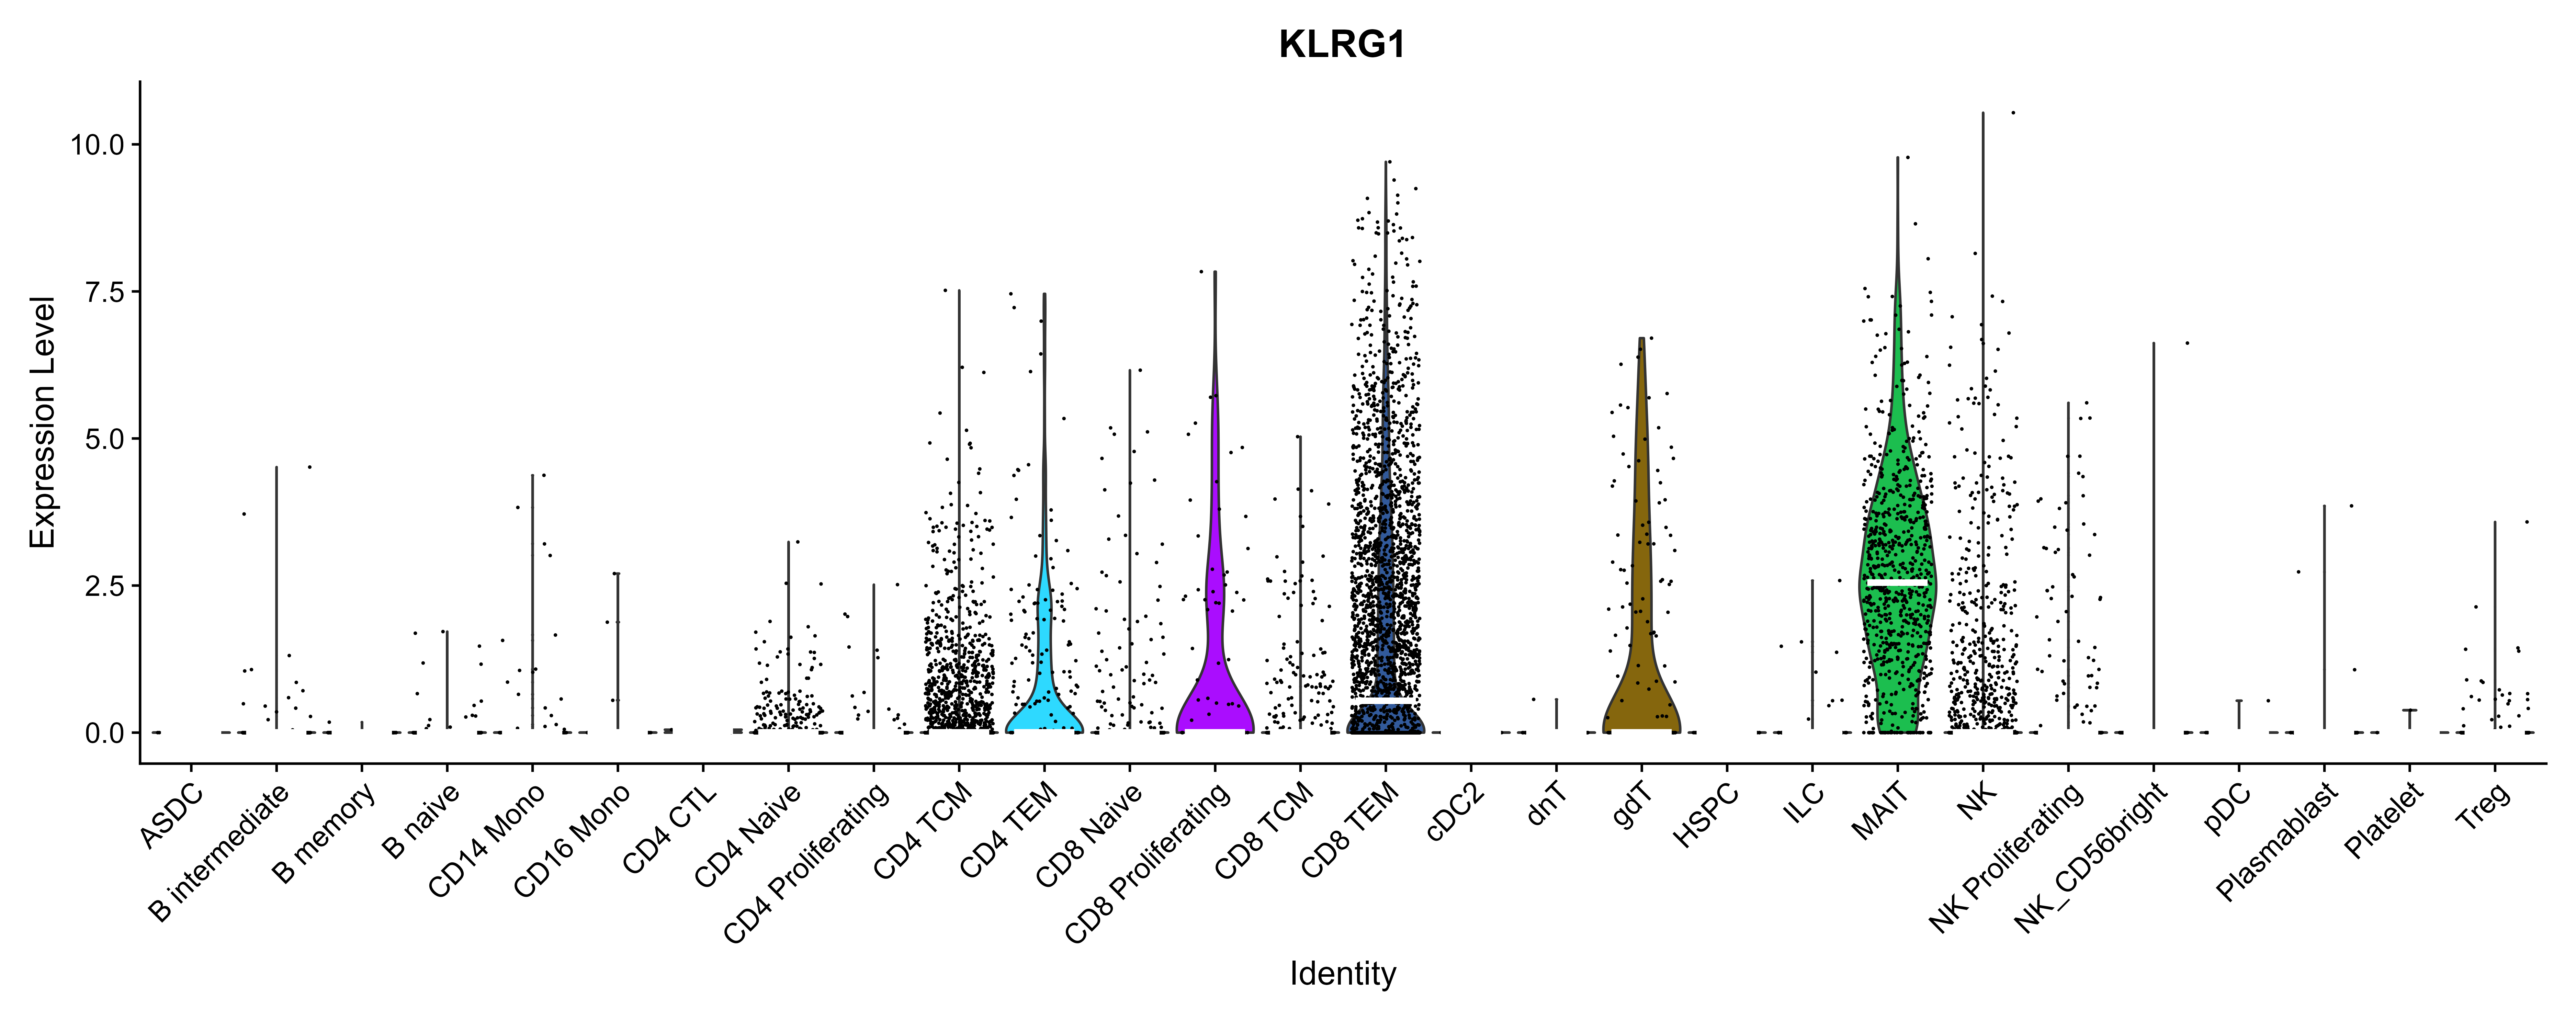 KLRG1
Expression Level
10.0
7.5
5.0
2.5
0.0
ASDC
B intermediate
B memory
B naive
CD14 Mono
CD16 Mono
CD4 CTL
CD4 Naive
CD4 Proliferating
CD4 TCM
CD4 TEM
CD8 Naive
CD8 Proliferating
CD8 TCM
CD8 TEM
cDC2
dnT
gdT
HSPC
ILC
MAIT
NK
NK Proliferating
NK_CD56bright
pDC
Plasmablast
Platelet
Treg
Identity